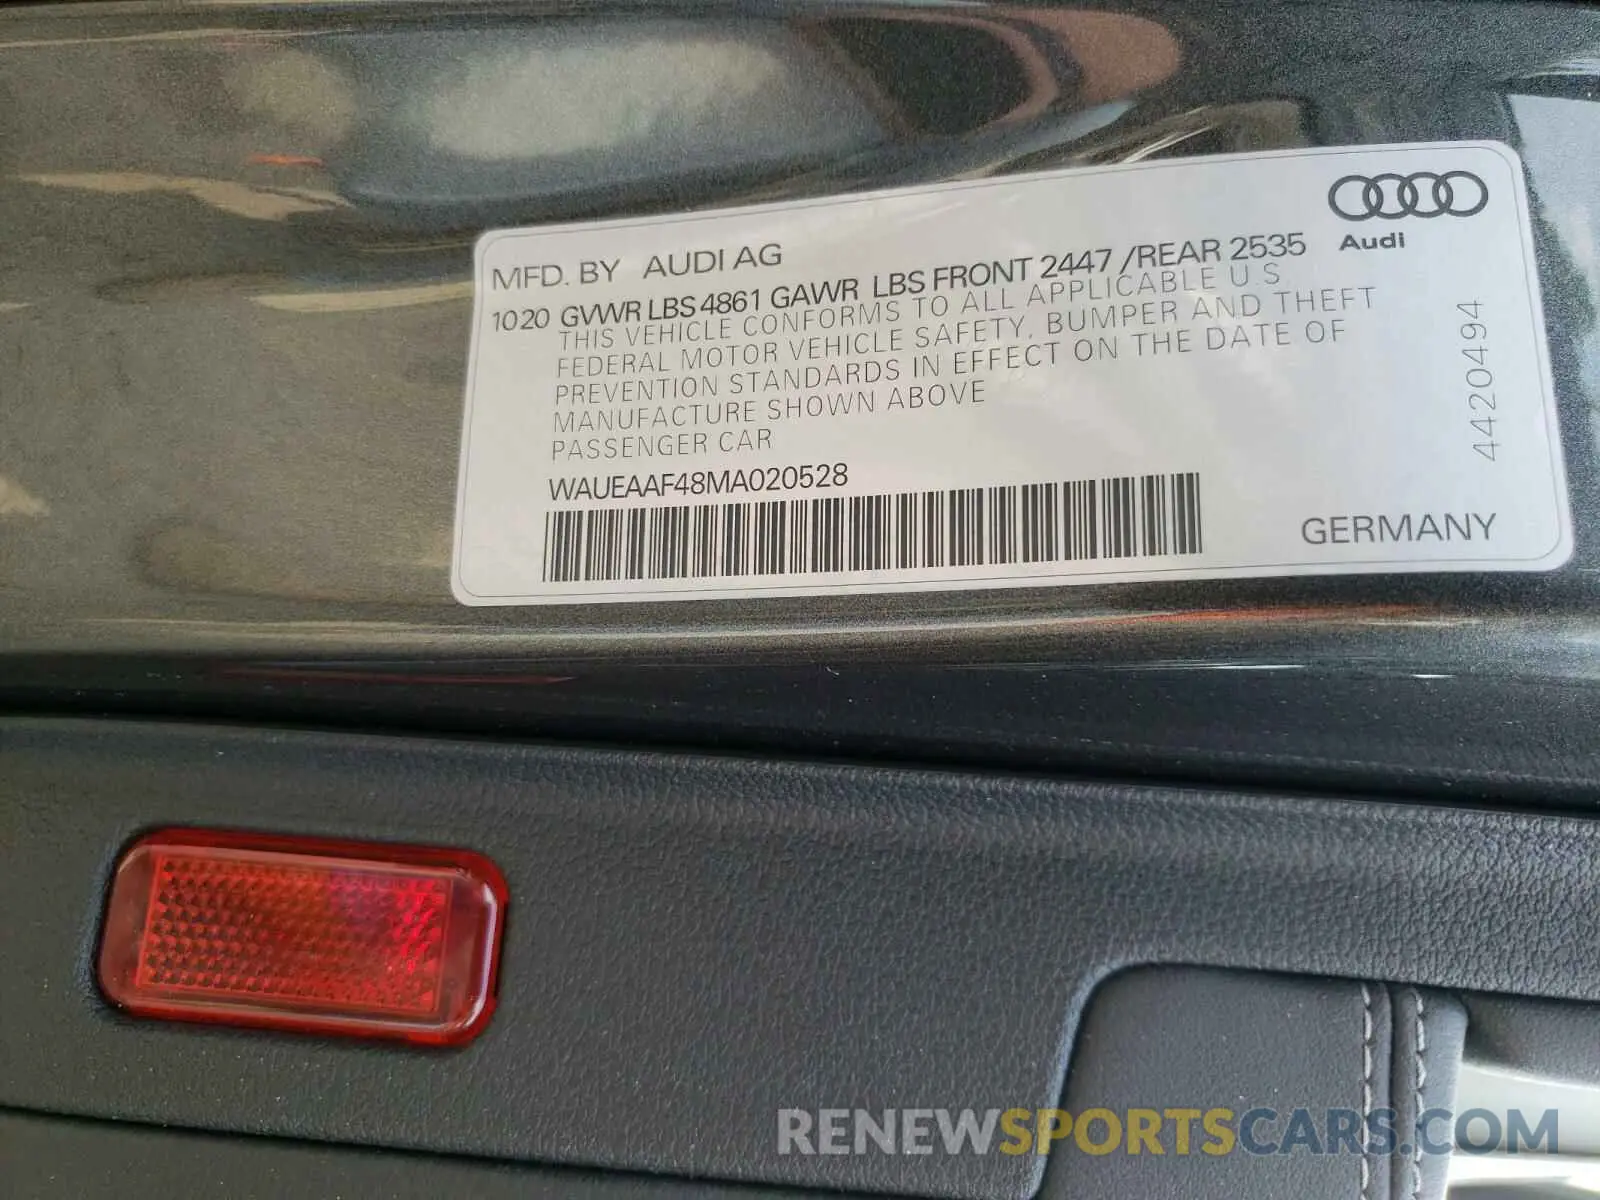 Audi
MFD. BY AUDI AG
1020 GVWR LBS 4861 GAWR LBS FRONT 2447 /REAR 2535
THIS VEHICLE CONFORMS TO ALL APPLICABLE U.S.
FEDERAL MOTOR VEHICLE SAFETY, BUMPER AND THEFT
PREVENTION STANDARDS IN EFFECT ON THE DATE OF
MANUFACTURE SHOWN ABOVE
PASSENGER CAR
WAUEAAF48MA020528
4420494
GERMANY
RENEWSPORTSCARS.COM